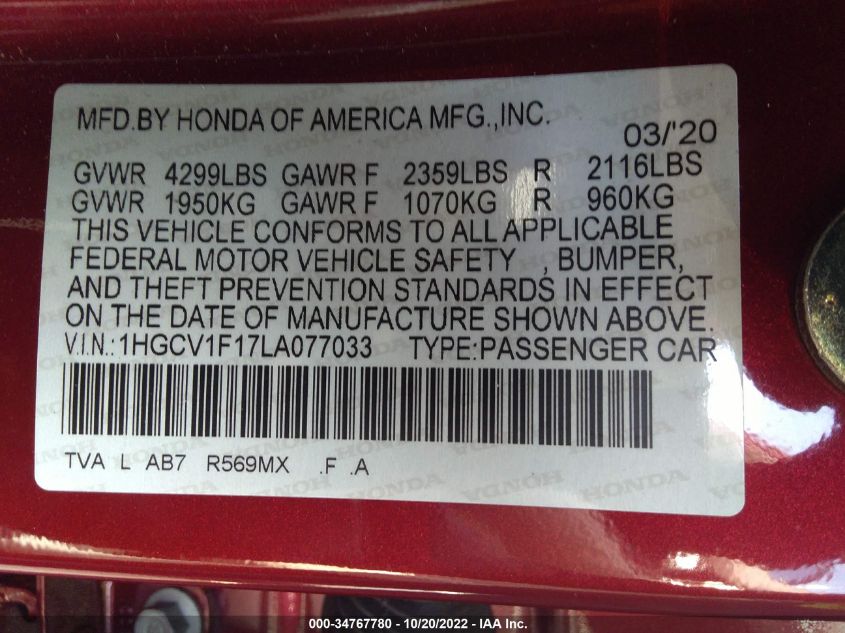 MFD.BY HONDA OF AMERICA MFG.,INC.
03/'20
GVWR 4299LBS GAWR F 2359LBS R 2116LBS
GVWR 1950KG GAWR F 1070KG R 960KG
THIS VEHICLE CONFORMS TO ALL APPLICABLE
FEDERAL MOTOR VEHICLE SAFETY , BUMPER,
AND THEFT PREVENTION STANDARDS IN EFFECT
ON THE DATE OF MANUFACTURE SHOWN ABOVE.
V.I.N.:1HGCV1F17LA077033 TYPE:PASSENGER CAR
TVA L AB7 R569MX .F .A
000-34767780 - 10/20/2022 - IAA Inc.